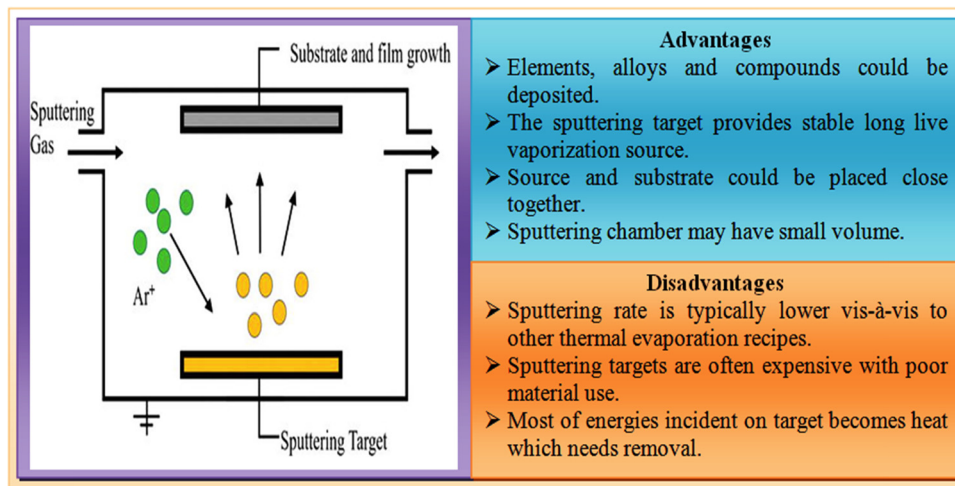 Substrate and film growth
Sputtering
Gas
Ar+
Sputtering Target
Advantages
➤ Elements, alloys and compounds could be
deposited.
➤ The sputtering target provides stable long live
vaporization source.
➤ Source and substrate could be placed close
together.
➤ Sputtering chamber may have small volume.
Disadvantages
➤ Sputtering rate is typically lower vis-à-vis to
other thermal evaporation recipes.
➤ Sputtering targets are often expensive with poor
material use.
➤ Most of energies incident on target becomes heat
which needs removal.